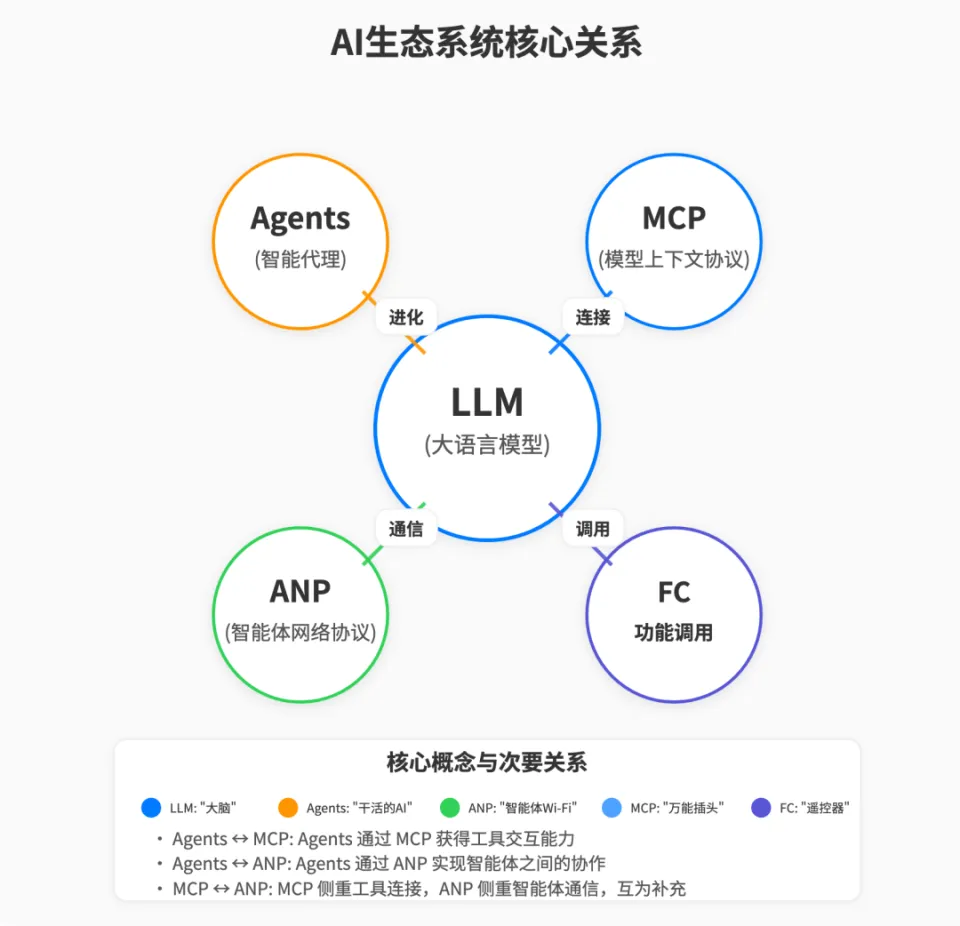 AI生态系统核心关系
Agents
(智能代理)
MCP
(模型上下文协议)
进化
连接
LLM
(大语言模型)
通信
调用
ANP
(智能体网络协议)
FC
功能调用
核心概念与次要关系
LLM: "大脑" Agents: "干活的AI" ANP: "智能体Wi-Fi" MCP: "万能插头" FC: "遥控器"
• Agents ↔ MCP: Agents 通过 MCP 获得工具交互能力
• Agents ↔ ANP: Agents 通过 ANP 实现智能体之间的协作
• MCP ↔ ANP: MCP 侧重工具连接，ANP 侧重智能体通信，互为补充